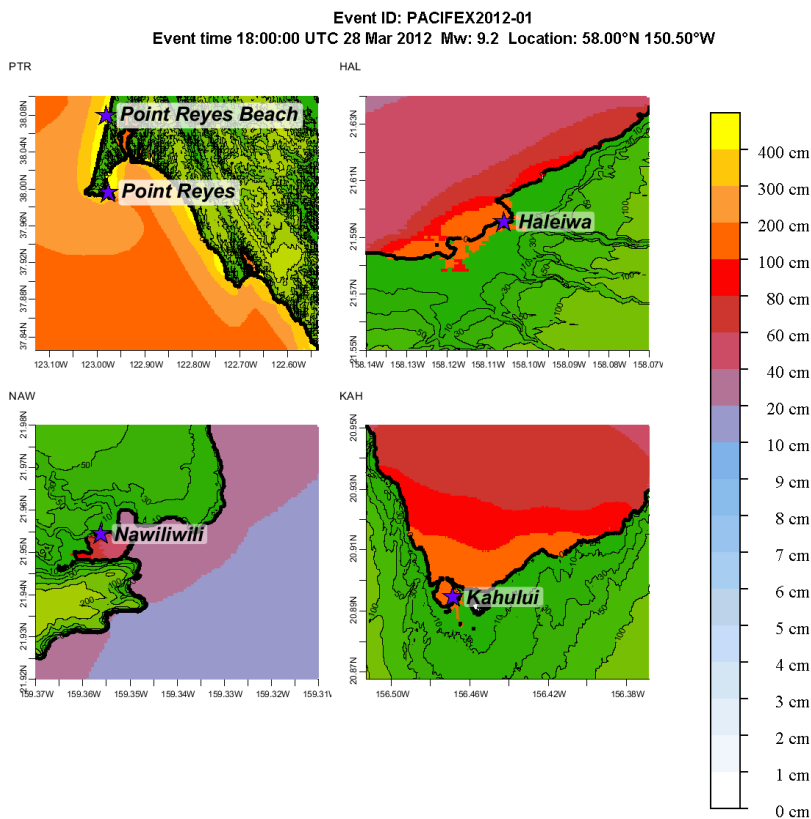 Event ID: PACIFEX2012-01
Event time 18:00:00 UTC 28 Mar 2012 Mw: 9.2 Location: 58.00°N 150.50°W
PTR
38.08N
38.04N
38.00N
37.96N
37.92N
37.88N
37.84N
Point Reyes Beach
Point Reyes
123.10W 123.00W 122.90W 122.80W 122.70W 122.60W
HAL
21.63N
21.61N
21.59N
21.57N
21.55N
Haleiwa
158.14W 158.13W 158.12W 158.11W 158.10W 158.09W 158.08W 158.07W
NAW
21.98N
21.97N
21.96N
21.95N
21.94N
21.93N
21.92N
Nawiliwili
159.37W 159.36W 159.35W 159.34W 159.33W 159.32W 159.31W
KAH
20.95N
20.93N
20.91N
20.89N
20.87N
Kahului
156.50W 156.46W 156.42W 156.38W
400 cm
300 cm
200 cm
100 cm
80 cm
60 cm
40 cm
20 cm
10 cm
9 cm
8 cm
7 cm
6 cm
5 cm
4 cm
3 cm
2 cm
1 cm
0 cm